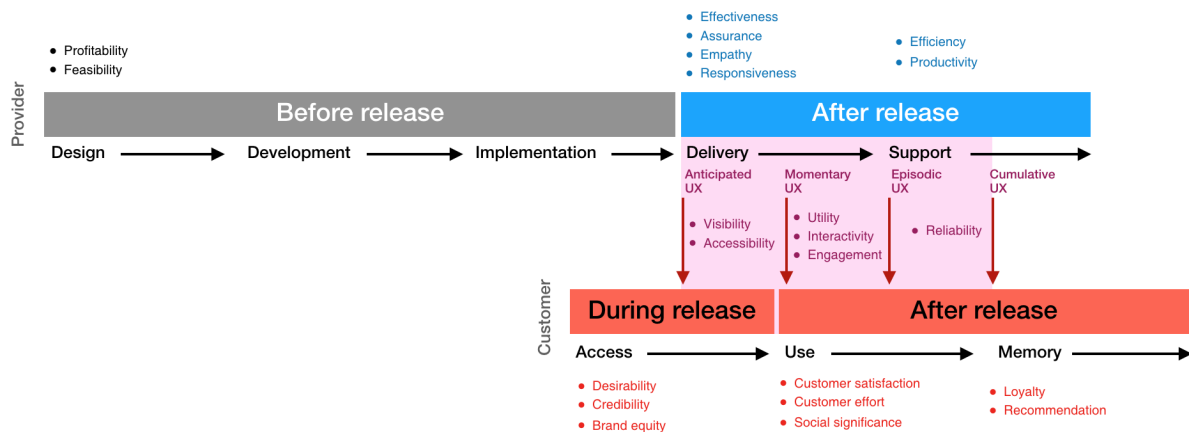 Provider
• Profitability
• Feasibility
• Effectiveness
• Assurance
• Empathy
• Responsiveness
• Efficiency
• Productivity
Before release
After release
Design
Development
Implementation
Delivery
Support
Anticipated
UX
Momentary
UX
Episodic
UX
Cumulative
UX
• Visibility
• Accessibility
• Utility
• Interactivity
• Engagement
• Reliability
Customer
During release
After release
Access
Use
Memory
• Desirability
• Credibility
• Brand equity
• Customer satisfaction
• Customer effort
• Social significance
• Loyalty
• Recommendation